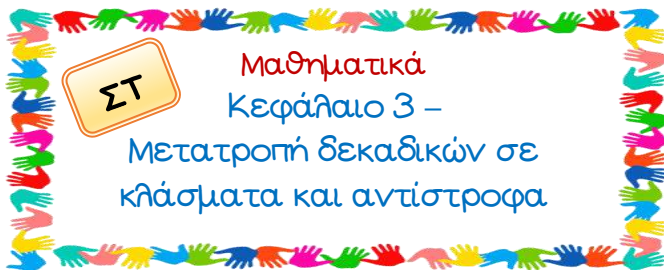 ΣΤ
Μαθηματικά
Κεφάλαιο 3 –
Μετατροπή δεκαδικών σε
κλάσματα και αντίστροφα